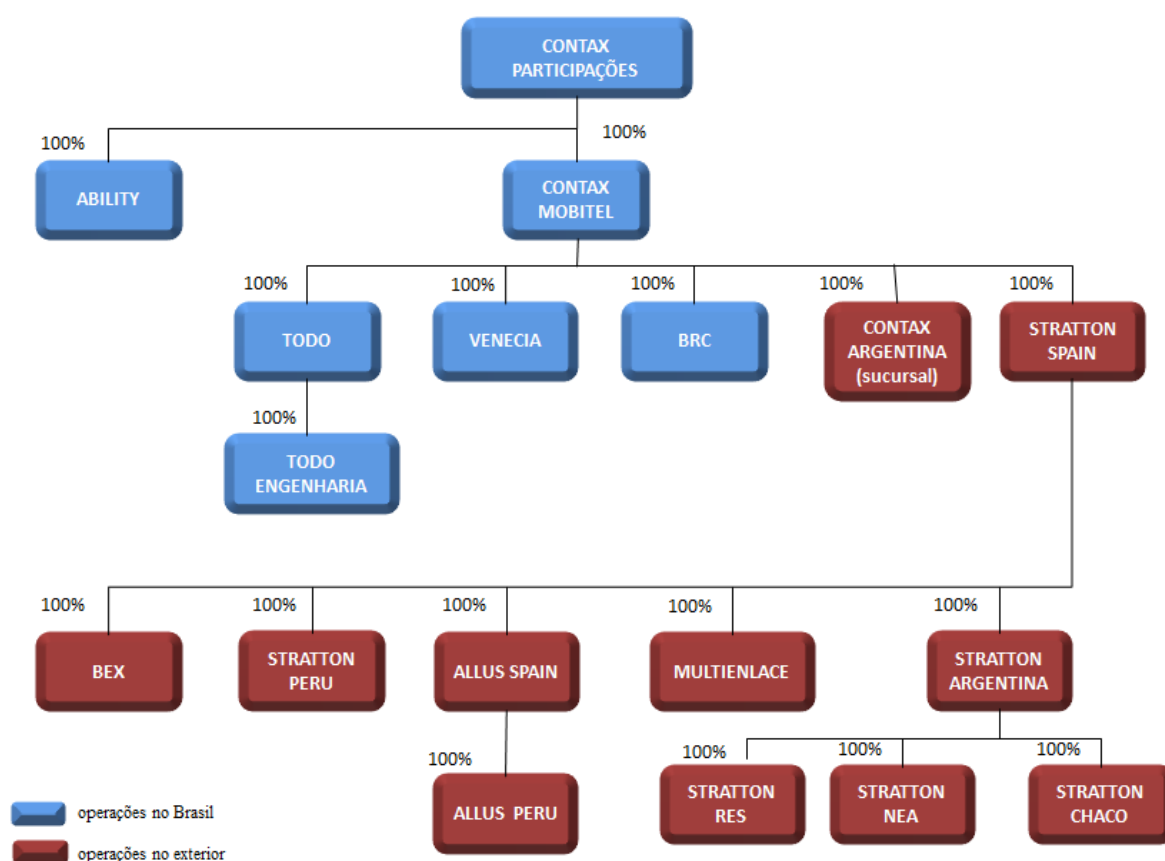 CONTAX
PARTICIPAÇÕES
100%
100%
ABILITY
CONTAX
MOBITEL
100%
100%
100%
100%
100%
TODO
VENECIA
BRC
CONTAX
ARGENTINA
(sucursal)
STRATTON
SPAIN
100%
TODO
ENGENHARIA
100%
100%
100%
100%
100%
BEX
STRATTON
PERU
ALLUS SPAIN
MULTIENLACE
STRATTON
ARGENTINA
100%
100%
100%
100%
ALLUS PERU
STRATTON
RES
STRATTON
NEA
STRATTON
CHACO
operações no Brasil
operações no exterior